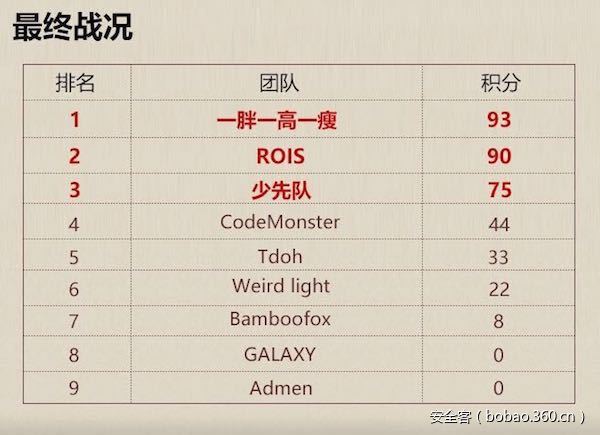 最终战况
排名 团队 积分
1 一胖一高一瘦 93
2 ROIS 90
3 少先队 75
4 CodeMonster 44
5 Tdoh 33
6 Weird light 22
7 Bamboofox 8
8 GALAXY 0
9 Admen 0
安全客（bobao.360.cn）